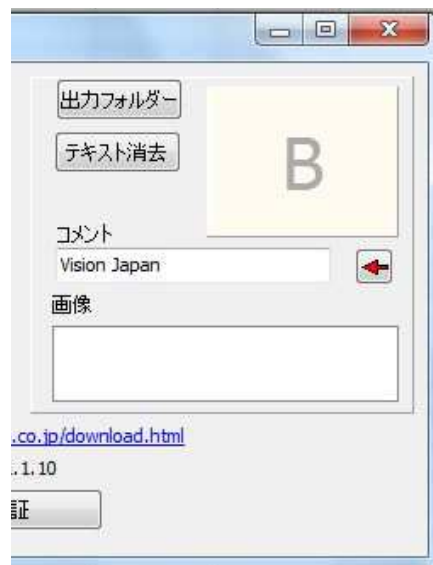 出力フォルダー
テキスト消去
B
コメント
Vision Japan
画像
.co.jp/download.html
.1.10
証